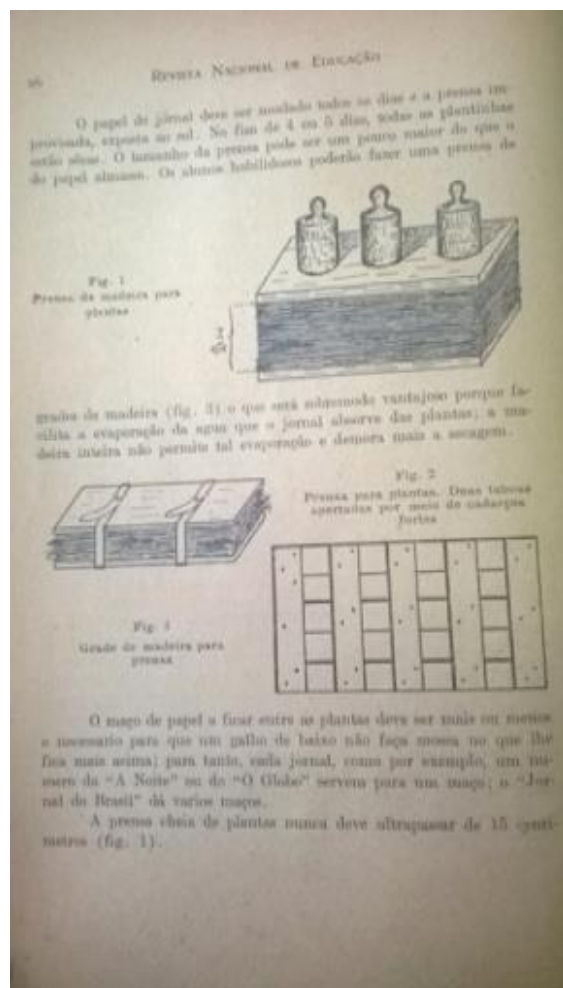 REVISTA NACIONAL DE EDUCAÇÃO
O papel de jornal deve ser mudado todos os dias e a prensa im-
provisada, exposta ao sol. No fim de 4 ou 5 dias, todas as plantinhas
estão sêcas. O tamanho da prensa pode ser um pouco maior do que o
do papel almasso. Os alunos habilidosos poderão fazer uma prensa de
Fig. 1
Prensa de madeira para
plantas
grades de madeira (fig. 3) o que será sobremodo vantajoso porque fa-
cilita a evaporação da agua que o jornal absorve das plantas; a ma-
deira inteira não permite tal evaporação e demora mais a secagem.
Fig. 2
Prensa para plantas. Duas taboas
apertadas por meio de cadarços
fortes
Fig.
Grade de madeira para
prensa
O maço de papel a ficar entre as plantas deve ser mais ou menos
o necessario para que um galho de baixo não faça mossa no que lhe
fica mais acima; para tanto, cada jornal, como por exemplo, um nu-
mero da "A Noite" ou do "O Globo" servem para um maço; o "Jor-
nal do Brasil" dá varios maços.
A prensa cheia de plantas nunca deve ultrapassar de 15 centi-
metros (fig. 1).